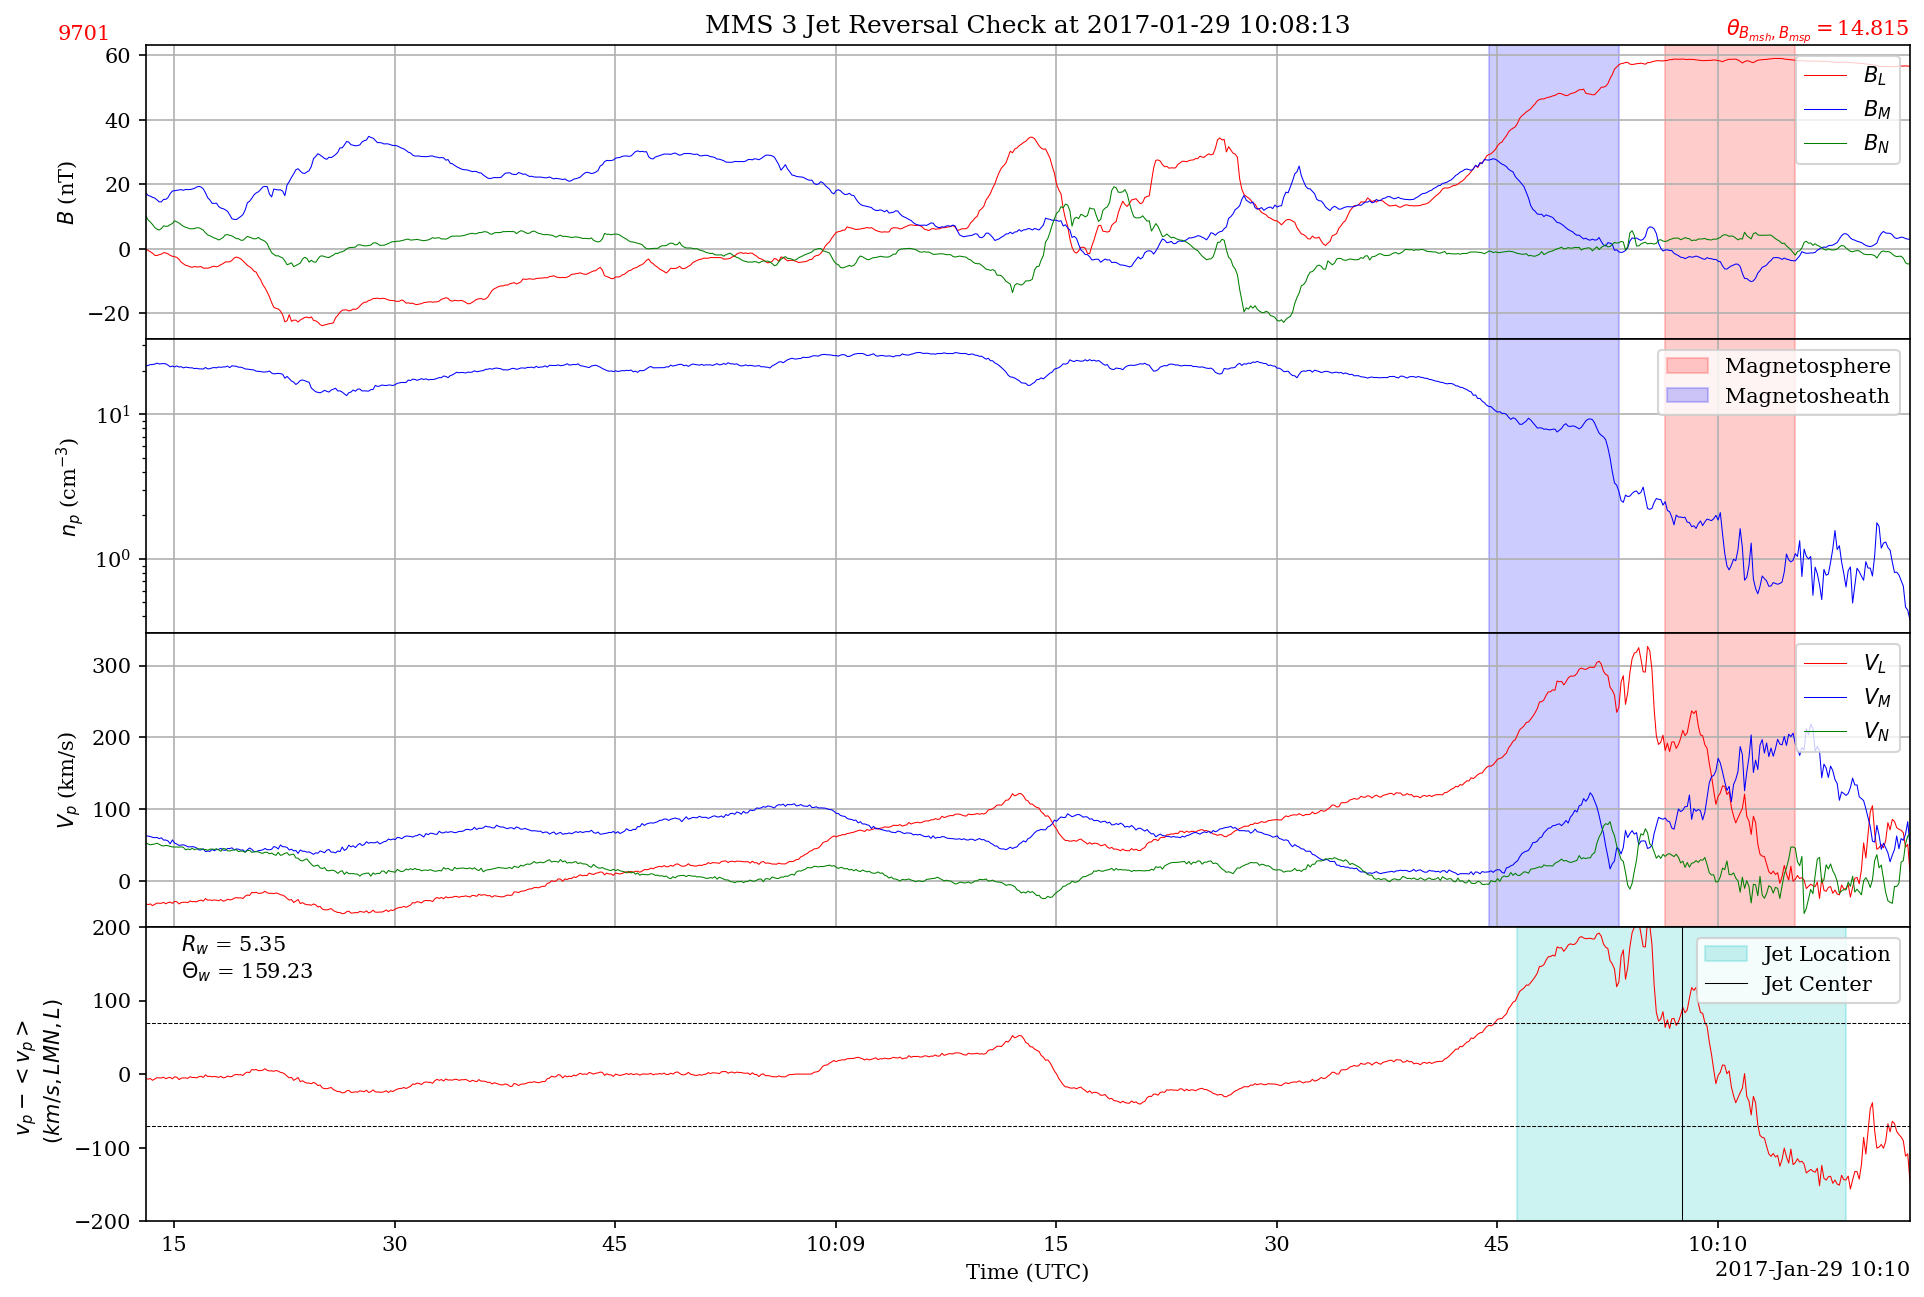 MMS 3 Jet Reversal Check at 2017-01-29 10:08:13
9701
θ_{B_{msh}, B_{msp}} = 14.815
60
40
20
0
−20
B (nT)
B_L
B_M
B_N
10^1
10^0
n_p (cm^{−3})
Magnetosphere
Magnetosheath
300
200
100
0
V_p (km/s)
V_L
V_M
V_N
200
100
0
−100
−200
v_p − < v_p >
(km/s, LMN, L)
R_w = 5.35
Θ_w = 159.23
Jet Location
Jet Center
15 30 45 10:09 15 30 45 10:10
Time (UTC)
2017-Jan-29 10:10